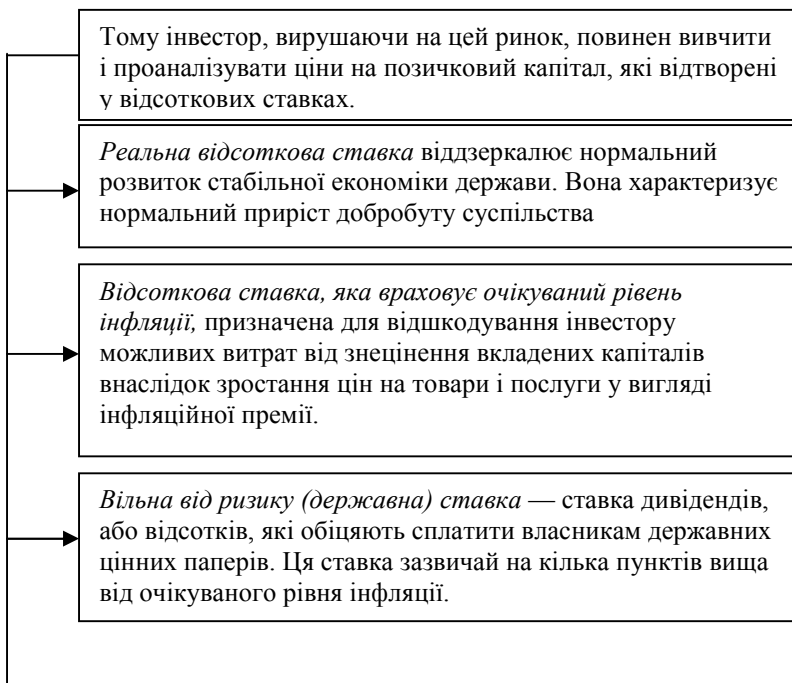 Тому інвестор, вирушаючи на цей ринок, повинен вивчити
і проаналізувати ціни на позичковий капітал, які відтворені
у відсоткових ставках.
Реальна відсоткова ставка віддзеркалює нормальний
розвиток стабільної економіки держави. Вона характеризує
нормальний приріст добробуту суспільства
Відсоткова ставка, яка враховує очікуваний рівень
інфляції, призначена для відшкодування інвестору
можливих витрат від знецінення вкладених капіталів
внаслідок зростання цін на товари і послуги у вигляді
інфляційної премії.
Вільна від ризику (державна) ставка — ставка дивідендів,
або відсотків, які обіцяють сплатити власникам державних
цінних паперів. Ця ставка зазвичай на кілька пунктів вища
від очікуваного рівня інфляції.